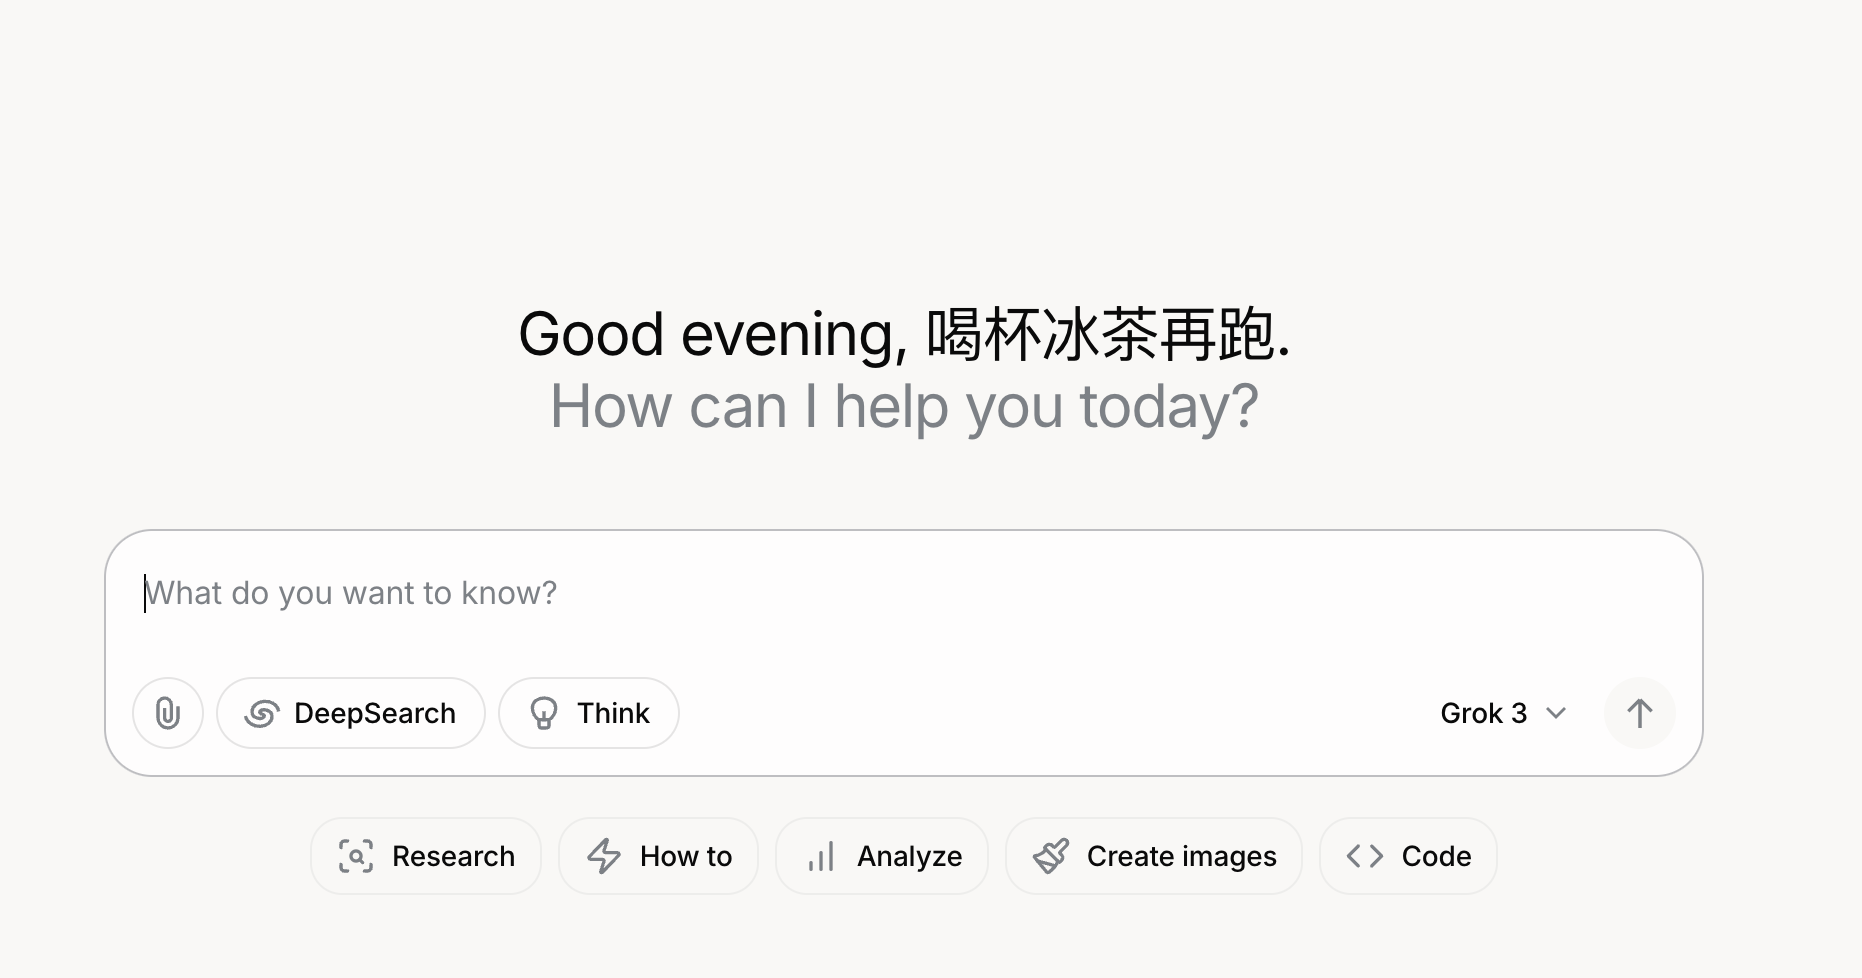 Good evening, 喝杯冰茶再跑.
How can I help you today?
What do you want to know?
DeepSearch Think Grok 3
Research How to Analyze Create images Code